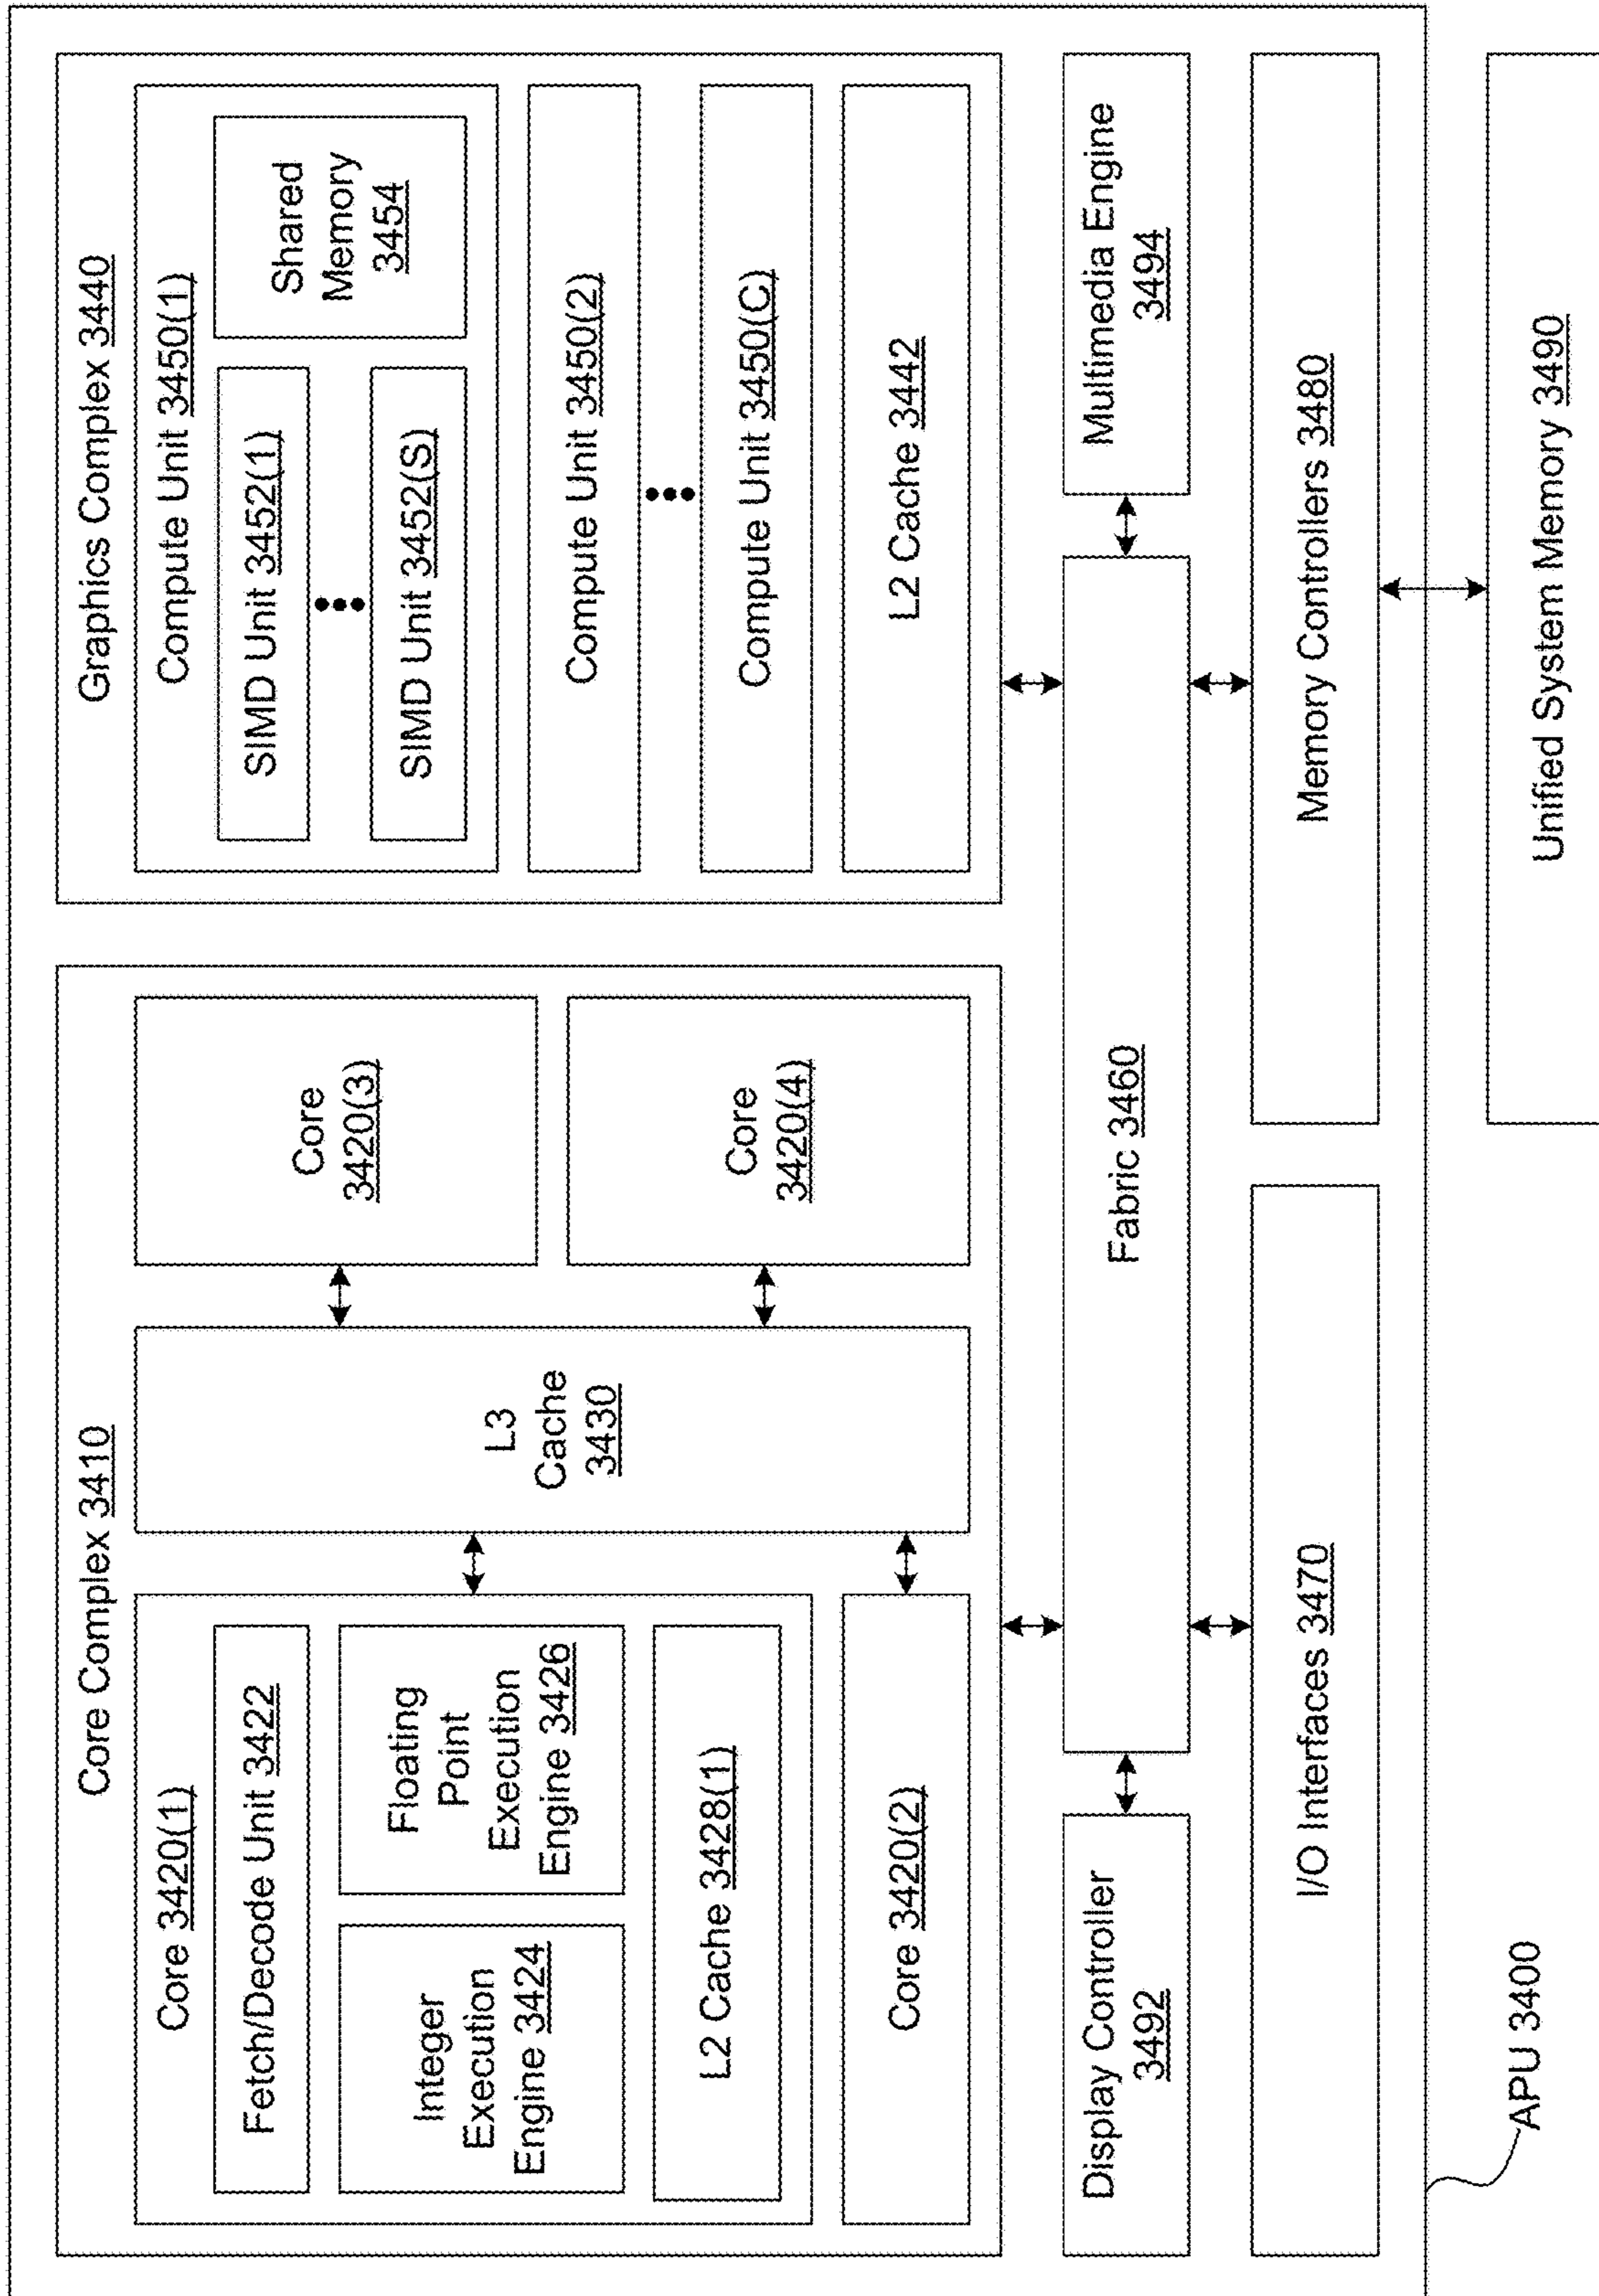 Core Complex 3410
Core 3420(1)
Fetch/Decode Unit 3422
Integer
Execution
Engine 3424
Floating
Point
Execution
Engine 3426
L2 Cache 3428(1)
Core 3420(2)
L3
Cache
3430
Core
3420(3)
Core
3420(4)
Graphics Complex 3440
Compute Unit 3450(1)
SIMD Unit 3452(1)
SIMD Unit 3452(S)
Shared
Memory
3454
Compute Unit 3450(2)
Compute Unit 3450(C)
L2 Cache 3442
Display Controller
3492
Fabric 3460
Multimedia Engine
3494
I/O Interfaces 3470
Memory Controllers 3480
APU 3400
Unified System Memory 3490